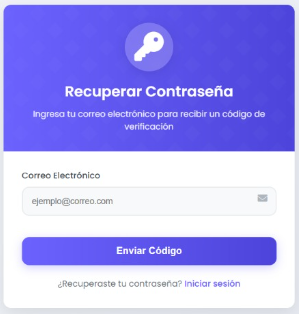 Recuperar Contraseña
Ingresa tu correo electrónico para recibir un código de
verificación
Correo Electrónico
ejemplo@correo.com
Enviar Código
¿Recuperaste tu contraseña? Iniciar sesión